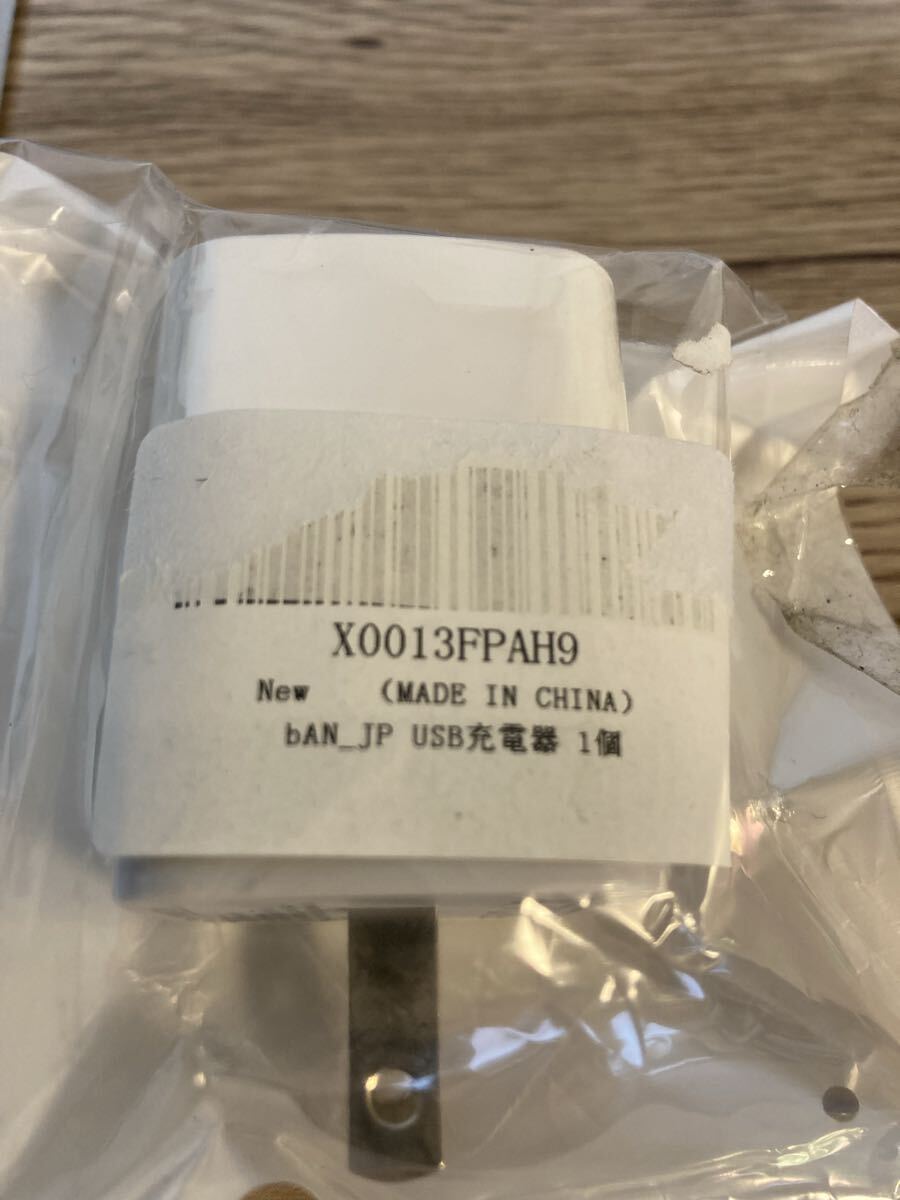 X0013FPAH9
New (MADE IN CHINA)
bAN_JP USB充電器 1個